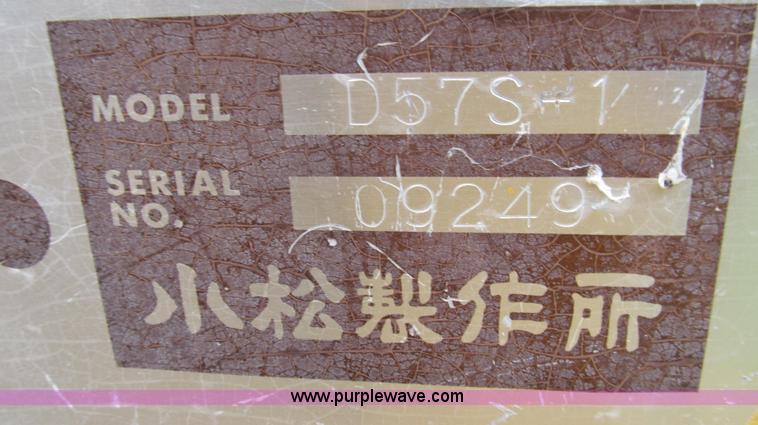 MODEL D57S-1
SERIAL
NO. 09249
小松製作所
www.purplewave.com